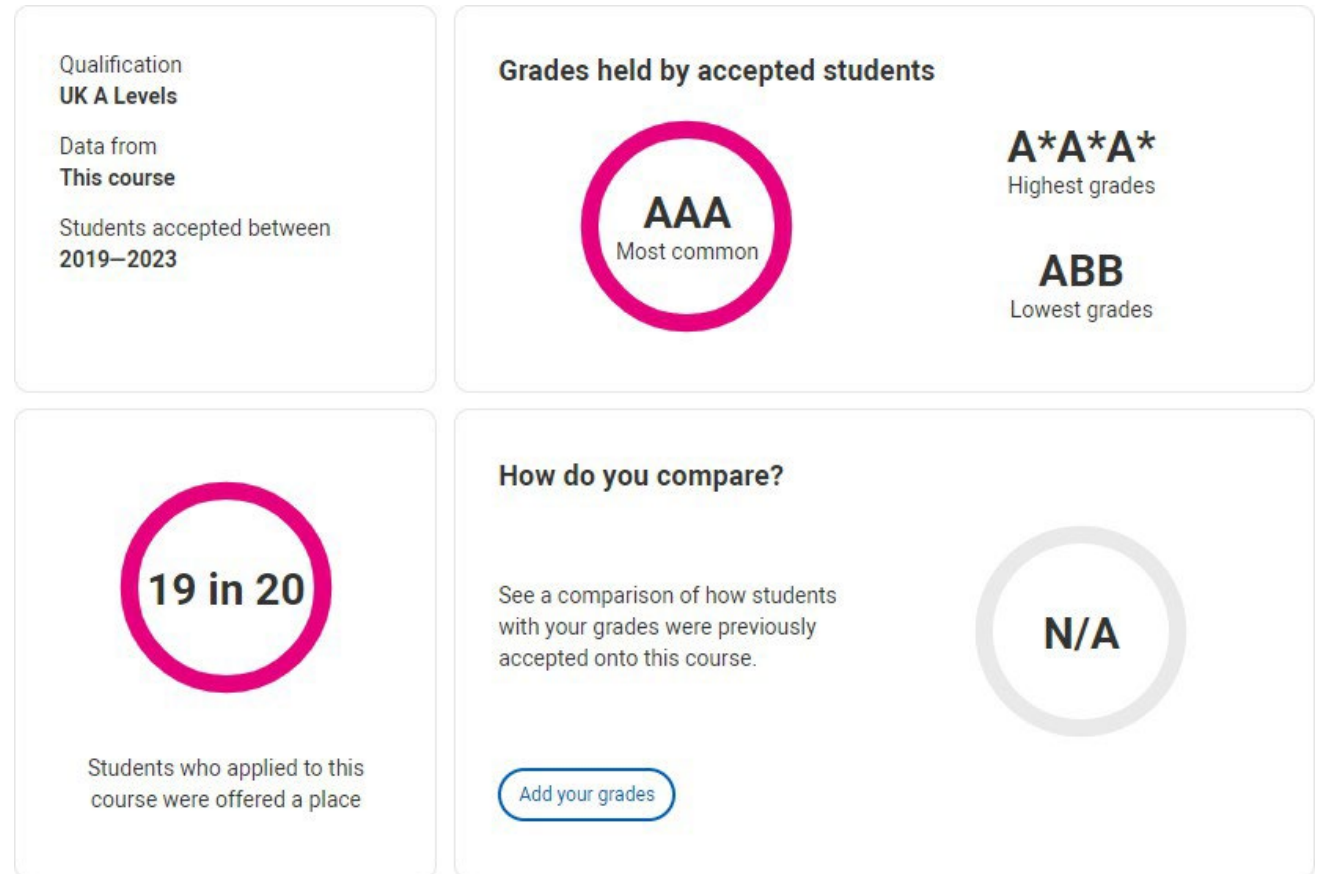 Qualification
UK A Levels
Data from
This course
Students accepted between
2019—2023
Grades held by accepted students
AAA
Most common
A*A*A*
Highest grades
ABB
Lowest grades
19 in 20
Students who applied to this
course were offered a place
How do you compare?
See a comparison of how students
with your grades were previously
accepted onto this course.
N/A
Add your grades